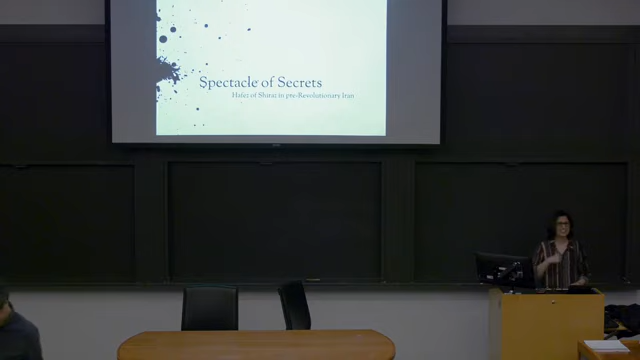 Spectacle of Secrets
Hafez of Shiraz in pre-Revolutionary Iran